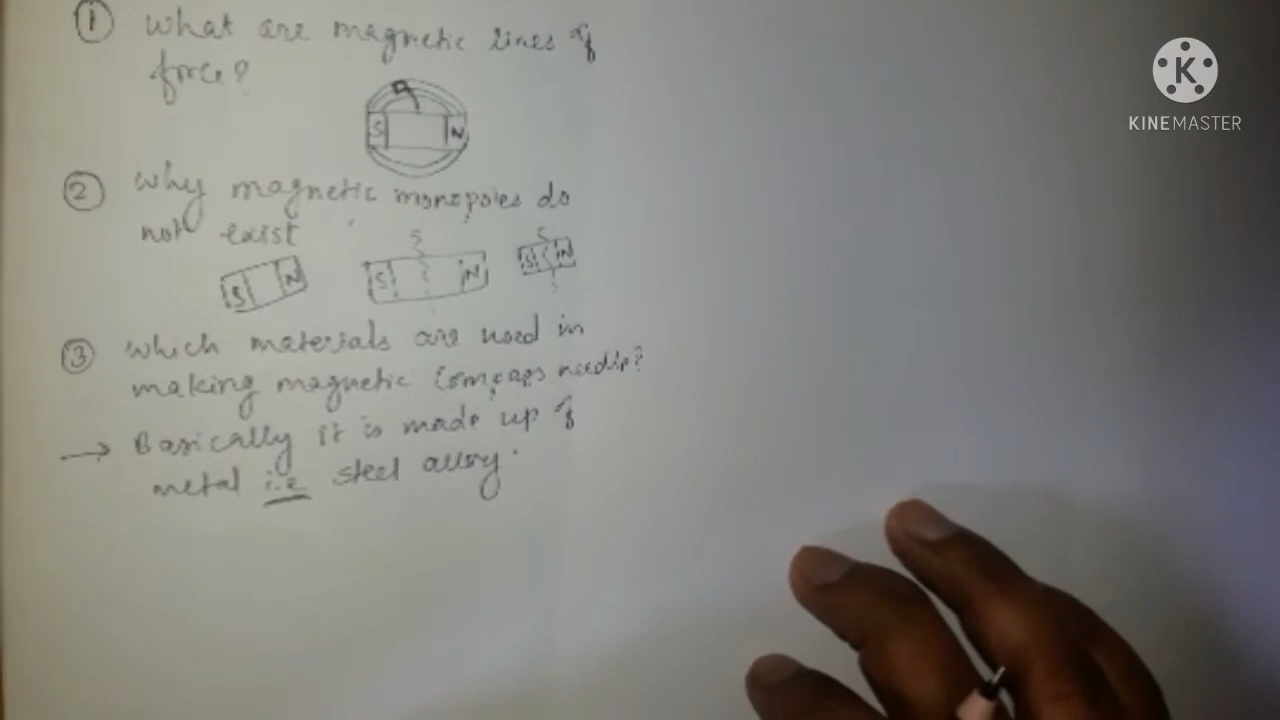 ① What are magnetic lines of
force?
S N
② Why magnetic monopoles do
not exist
S N S N S N
③ which materials are used in
making magnetic compass needle?
→ Basically it is made up of
metal i.e steel alloy.
K
KINEMASTER